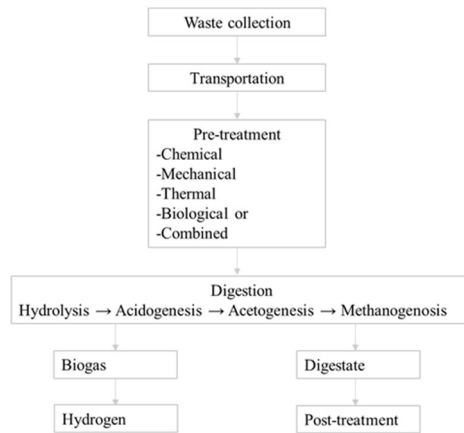 Waste collection
Transportation
Pre-treatment
-Chemical
-Mechanical
-Thermal
-Biological or
-Combined
Digestion
Hydrolysis → Acidogenesis → Acetogenesis → Methanogenosis
Biogas
Digestate
Hydrogen
Post-treatment